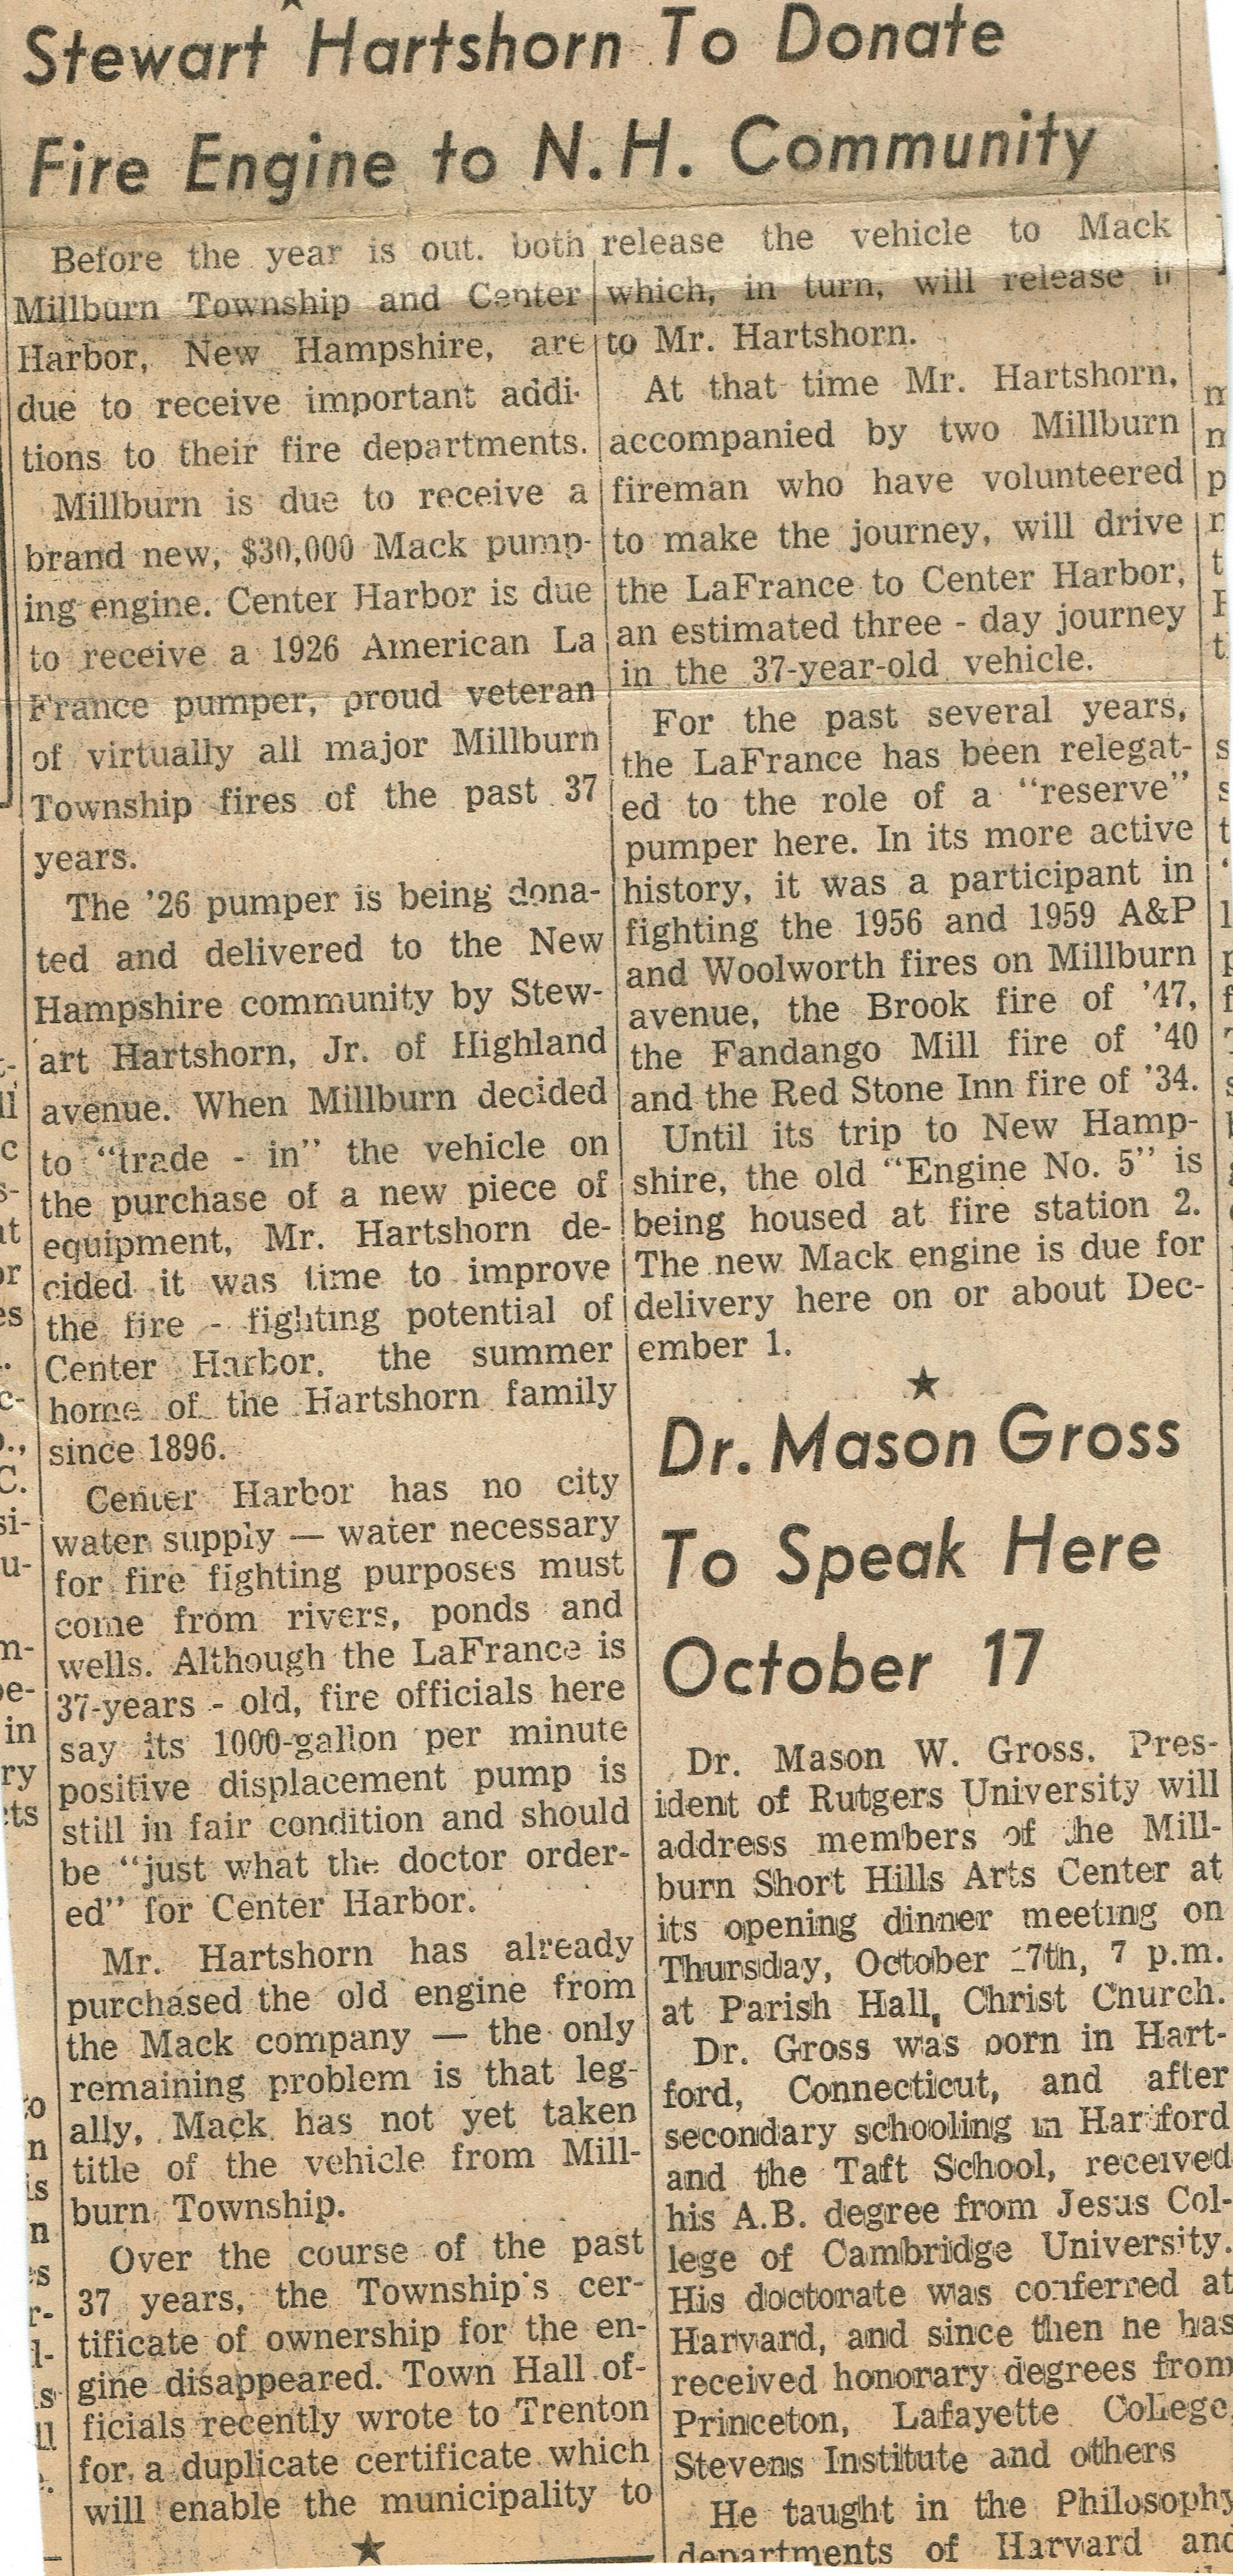 Stewart Hartshorn To Donate
Fire Engine to N.H. Community
Before the year is out. both
Millburn Township and Center
Harbor, New Hampshire, are
due to receive important addi-
tions to their fire departments.
Millburn is due to receive a
brand new, $30,000 Mack pump-
ing engine. Center Harbor is due
to receive a 1926 American La
France pumper, proud veteran
of virtually all major Millburn
Township fires of the past 37
years.
The '26 pumper is being dona-
ted and delivered to the New
Hampshire community by Stew-
art Hartshorn, Jr. of Highland
avenue. When Millburn decided
to "trade - in" the vehicle on
the purchase of a new piece of
equipment, Mr. Hartshorn de-
cided it was time to improve
the fire - fighting potential of
Center Harbor, the summer
home of the Hartshorn family
since 1896.
Center Harbor has no city
water supply — water necessary
for fire fighting purposes must
come from rivers, ponds and
wells. Although the LaFrance is
37-years - old, fire officials here
say its 1000-gallon per minute
positive displacement pump is
still in fair condition and should
be "just what the doctor order-
ed" for Center Harbor.
Mr. Hartshorn has already
purchased the old engine from
the Mack company — the only
remaining problem is that leg-
ally, Mack has not yet taken
title of the vehicle from Mill-
burn Township.
Over the course of the past
37 years, the Township's cer-
tificate of ownership for the en-
gine disappeared. Town Hall of-
ficials recently wrote to Trenton
for a duplicate certificate which
will enable the municipality to
release the vehicle to Mack
which, in turn, will release it
to Mr. Hartshorn.
At that time Mr. Hartshorn,
accompanied by two Millburn
fireman who have volunteered
to make the journey, will drive
the LaFrance to Center Harbor,
an estimated three - day journey
in the 37-year-old vehicle.
For the past several years,
the LaFrance has been relegat-
ed to the role of a "reserve"
pumper here. In its more active
history, it was a participant in
fighting the 1956 and 1959 A&P
and Woolworth fires on Millburn
avenue, the Brook fire of '47,
the Fandango Mill fire of '40
and the Red Stone Inn fire of '34.
Until its trip to New Hamp-
shire, the old "Engine No. 5" is
being housed at fire station 2.
The new Mack engine is due for
delivery here on or about Dec-
ember 1.
Dr. Mason Gross
To Speak Here
October 17
Dr. Mason W. Gross. Pres-
ident of Rutgers University will
address members of the Mill-
burn Short Hills Arts Center at
its opening dinner meeting on
Thursday, October 17th, 7 p.m.
at Parish Hall, Christ Church.
Dr. Gross was born in Hart-
ford, Connecticut, and after
secondary schooling in Hartford
and the Taft School, received
his A.B. degree from Jesus Col-
lege of Cambridge University.
His doctorate was conferred at
Harvard, and since then he has
received honorary degrees from
Princeton, Lafayette College,
Stevens Institute and others
He taught in the Philosophy
departments of Harvard and